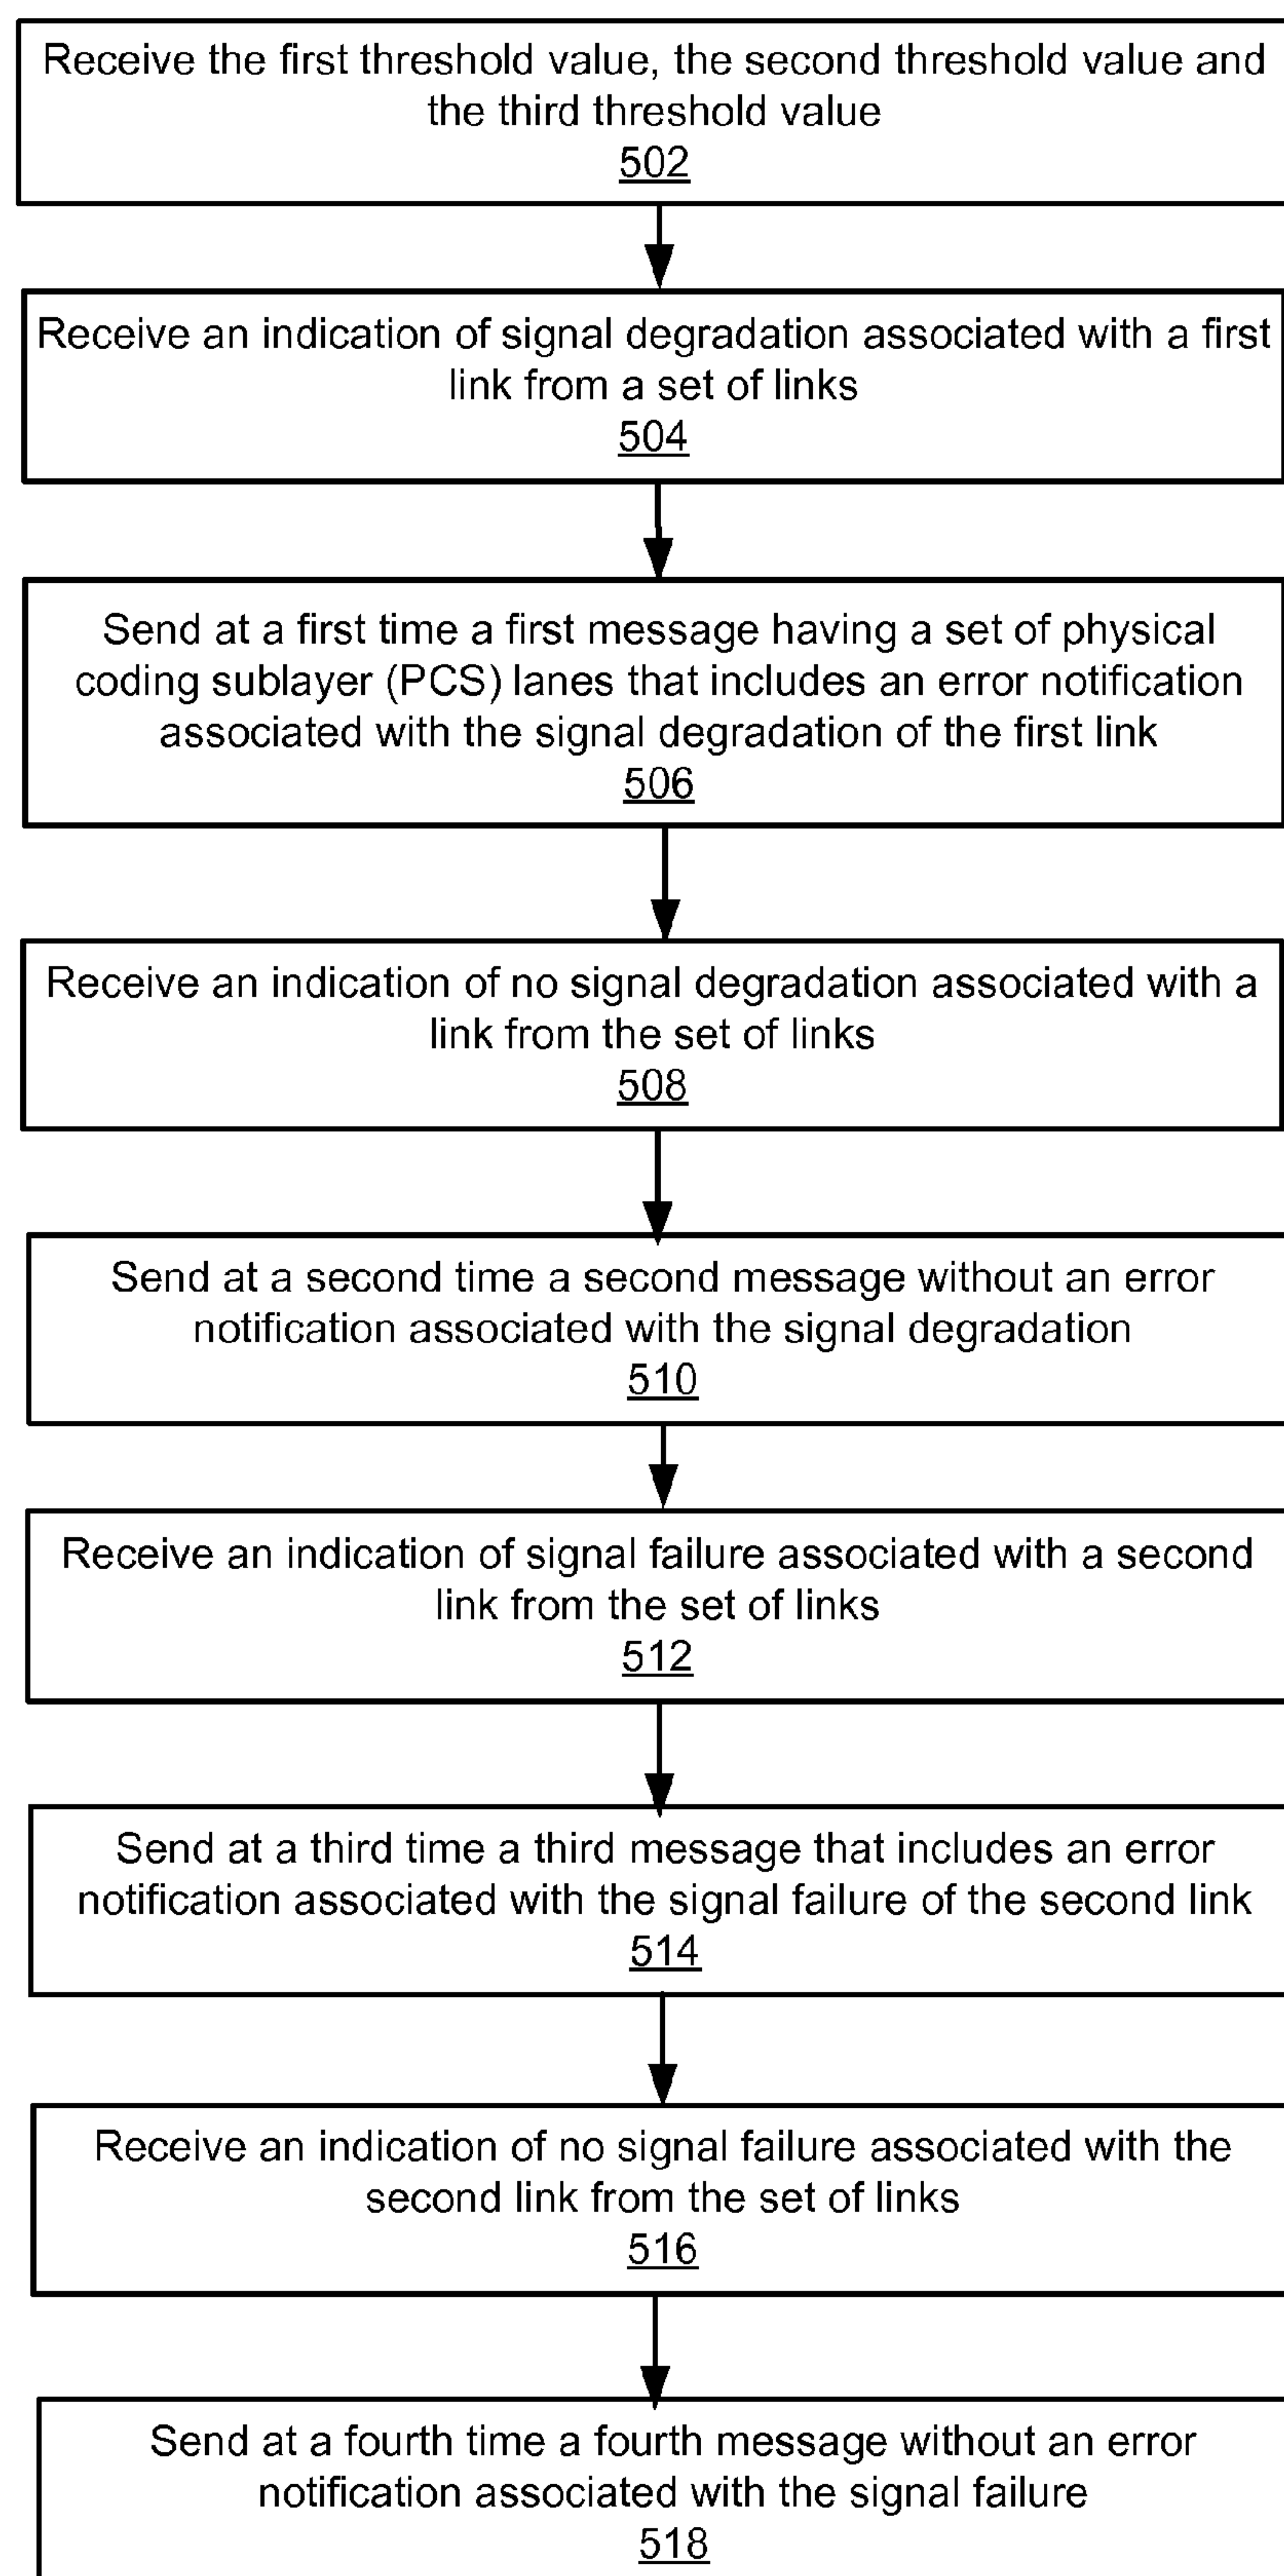 Receive the first threshold value, the second threshold value and
the third threshold value
502
Receive an indication of signal degradation associated with a first
link from a set of links
504
Send at a first time a first message having a set of physical
coding sublayer (PCS) lanes that includes an error notification
associated with the signal degradation of the first link
506
Receive an indication of no signal degradation associated with a
link from the set of links
508
Send at a second time a second message without an error
notification associated with the signal degradation
510
Receive an indication of signal failure associated with a second
link from the set of links
512
Send at a third time a third message that includes an error
notification associated with the signal failure of the second link
514
Receive an indication of no signal failure associated with the
second link from the set of links
516
Send at a fourth time a fourth message without an error
notification associated with the signal failure
518